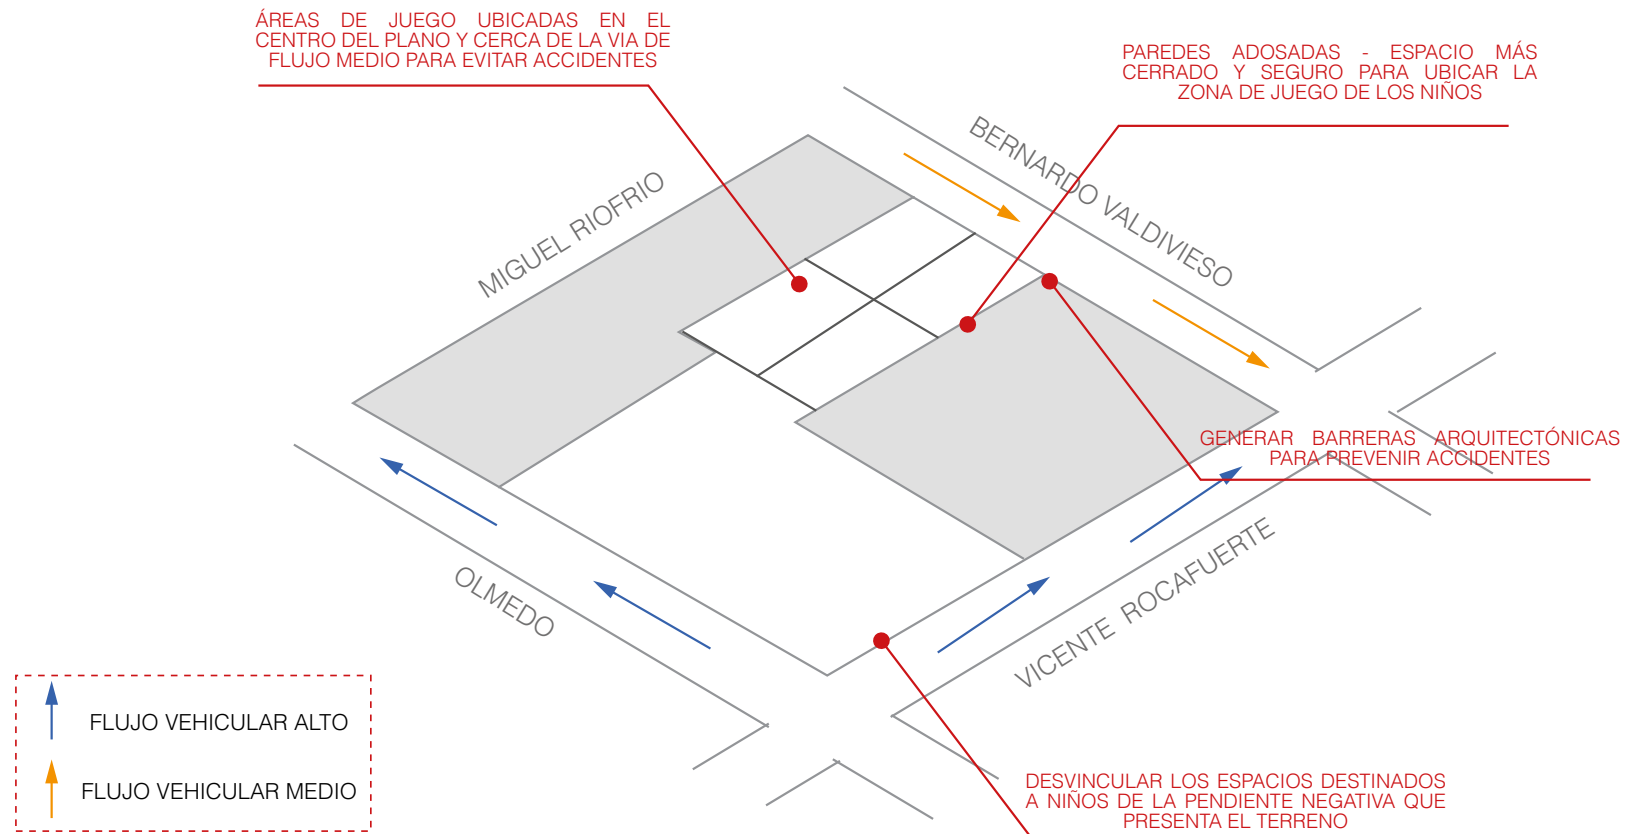 ÁREAS DE JUEGO UBICADAS EN EL
CENTRO DEL PLANO Y CERCA DE LA VIA DE
FLUJO MEDIO PARA EVITAR ACCIDENTES
PAREDES ADOSADAS - ESPACIO MÁS
CERRADO Y SEGURO PARA UBICAR LA
ZONA DE JUEGO DE LOS NIÑOS
BERNARDO VALDIVIESO
MIGUEL RIOFRIO
GENERAR BARRERAS ARQUITECTÓNICAS
PARA PREVENIR ACCIDENTES
OLMEDO
VICENTE ROCAFUERTE
FLUJO VEHICULAR ALTO
FLUJO VEHICULAR MEDIO
DESVINCULAR LOS ESPACIOS DESTINADOS
A NIÑOS DE LA PENDIENTE NEGATIVA QUE
PRESENTA EL TERRENO